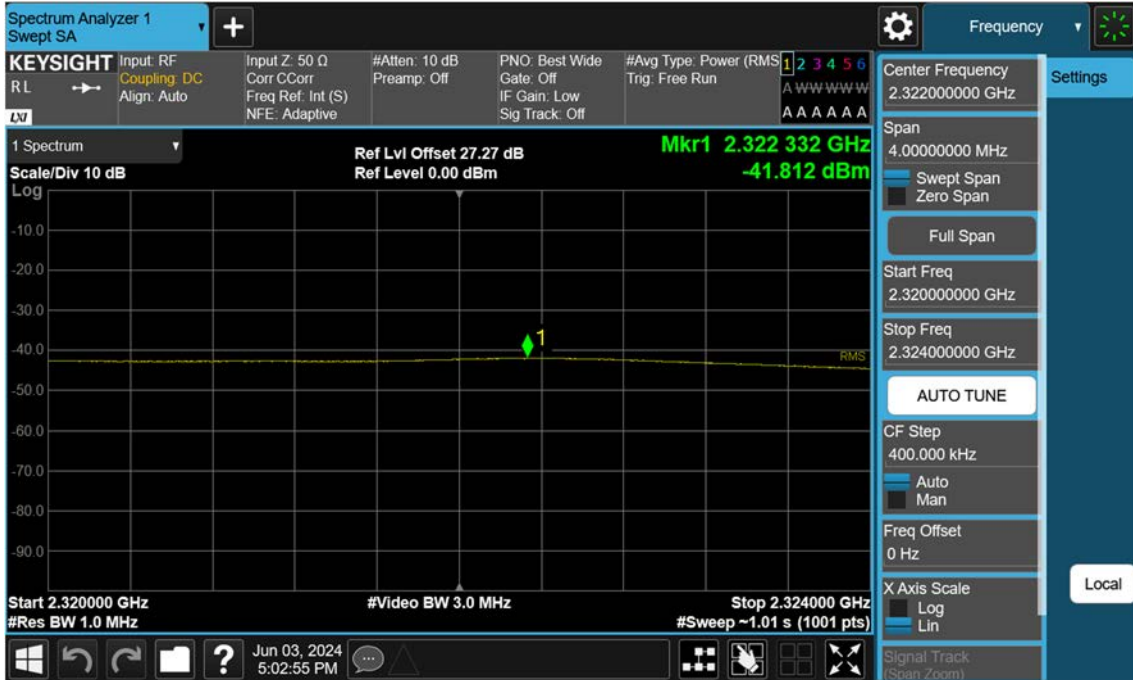 Spectrum Analyzer 1
Swept SA
Frequency
KEYSIGHT
RL
LXI
Input: RF
Coupling: DC
Align: Auto
Input Z: 50 Ω
Corr CCorr
Freq Ref: Int (S)
NFE: Adaptive
#Atten: 10 dB
Preamp: Off
PNO: Best Wide
Gate: Off
IF Gain: Low
Sig Track: Off
#Avg Type: Power (RMS
Trig: Free Run
1 2 3 4 5 6
A W W W W W
A A A A A A
1 Spectrum
Scale/Div 10 dB
Log
Ref Lvl Offset 27.27 dB
Ref Level 0.00 dBm
Mkr1 2.322 332 GHz
-41.812 dBm
-10.0
-20.0
-30.0
-40.0
-50.0
-60.0
-70.0
-80.0
-90.0
1
RMS
Start 2.320000 GHz
#Res BW 1.0 MHz
#Video BW 3.0 MHz
Stop 2.324000 GHz
#Sweep ~1.01 s (1001 pts)
?
Jun 03, 2024
5:02:55 PM
Center Frequency
2.322000000 GHz
Span
4.00000000 MHz
Swept Span
Zero Span
Full Span
Start Freq
2.320000000 GHz
Stop Freq
2.324000000 GHz
AUTO TUNE
CF Step
400.000 kHz
Auto
Man
Freq Offset
0 Hz
X Axis Scale
Log
Lin
Signal Track
(Span Zoom)
Settings
Local